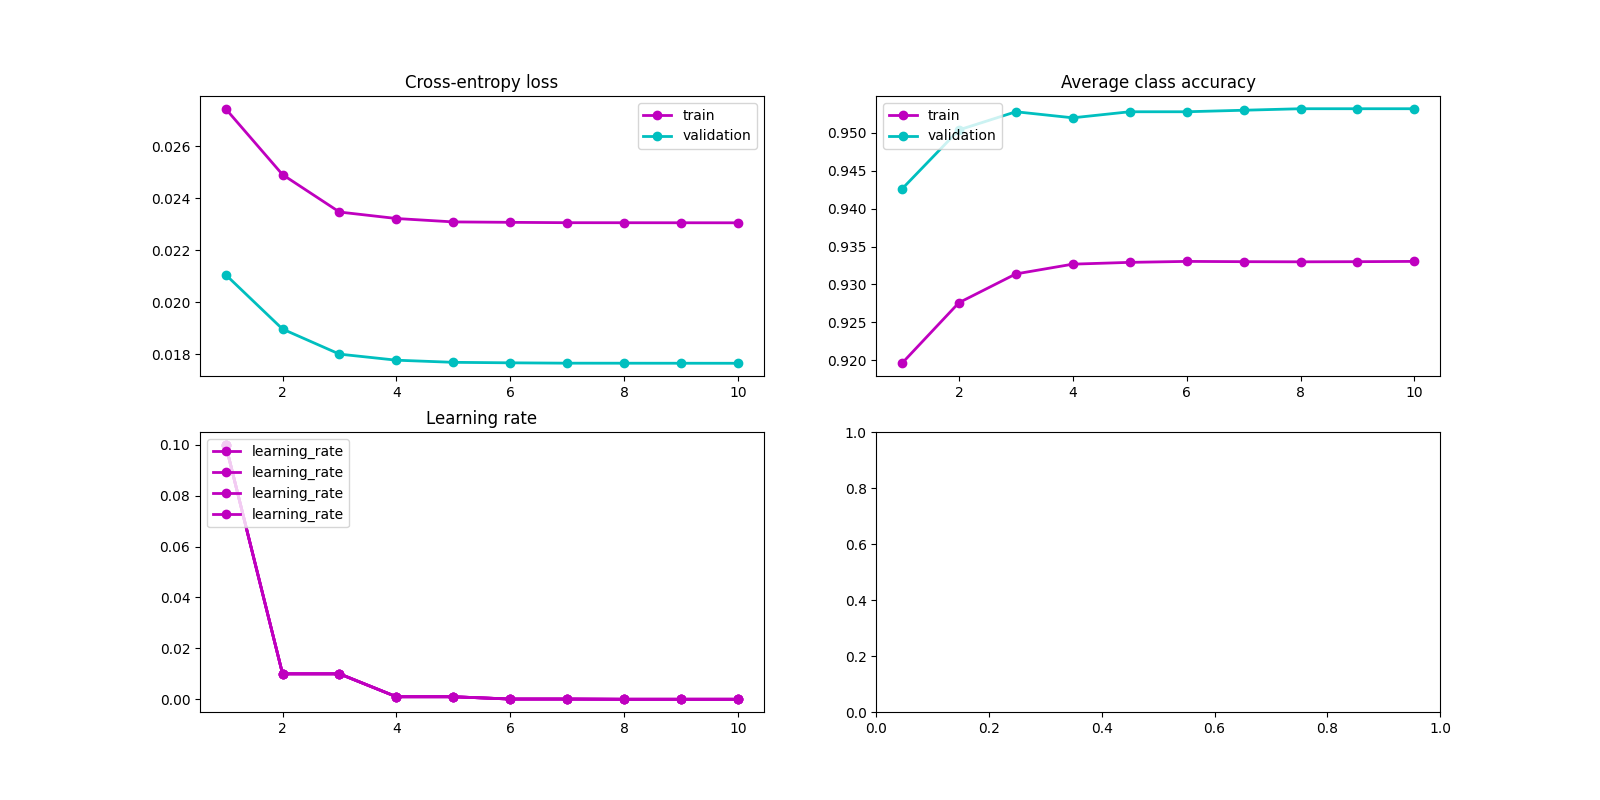 Cross-entropy loss
train
validation
0.026
0.024
0.022
0.020
0.018
2 4 6 8 10
Average class accuracy
train
validation
0.950
0.945
0.940
0.935
0.930
0.925
0.920
2 4 6 8 10
Learning rate
learning_rate
learning_rate
learning_rate
learning_rate
0.10
0.08
0.06
0.04
0.02
0.00
2 4 6 8 10
1.0
0.8
0.6
0.4
0.2
0.0
0.0 0.2 0.4 0.6 0.8 1.0